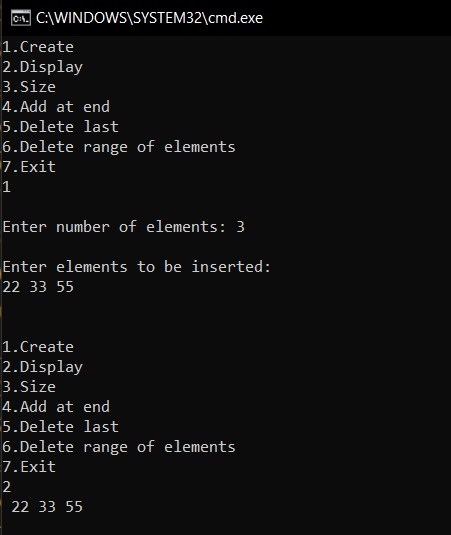 C:\WINDOWS\SYSTEM32\cmd.exe
1.Create
2.Display
3.Size
4.Add at end
5.Delete last
6.Delete range of elements
7.Exit
1
Enter number of elements: 3
Enter elements to be inserted:
22 33 55
1.Create
2.Display
3.Size
4.Add at end
5.Delete last
6.Delete range of elements
7.Exit
2
22 33 55